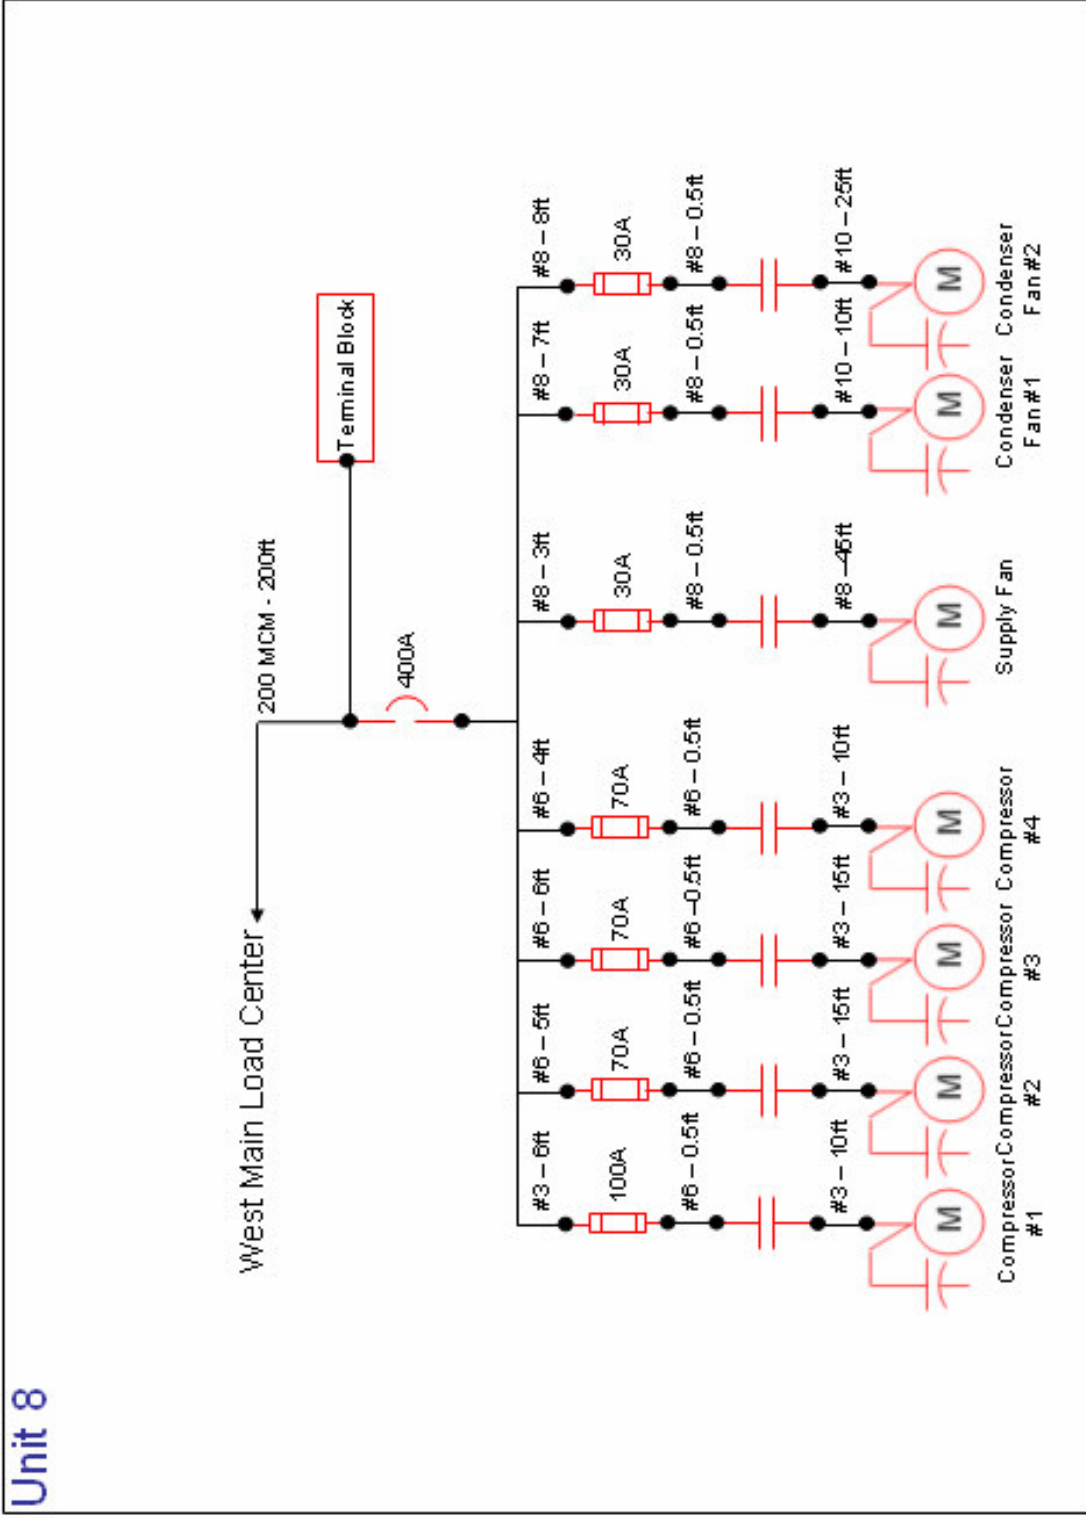 Unit 8
West Main Load Center
200 MCM - 200ft
Terminal Block
400A
#3 – 6ft
#6 – 5ft
#6 – 6ft
#6 – 4ft
#8 – 3ft
#8 – 7ft
#8 – 8ft
100A
70A
70A
70A
30A
30A
30A
#6 – 0.5ft
#6 – 0.5ft
#6 –0.5ft
#6 – 0.5ft
#8 – 0.5ft
#8 – 0.5ft
#8 – 0.5ft
#3 – 10ft
#3 – 15ft
#3 – 15ft
#3 – 10ft
#8 –45ft
#10 – 10ft
#10 – 25ft
M
M
M
M
M
M
M
Compressor
#1
Compressor
#2
Compressor
#3
Compressor
#4
Supply Fan
Condenser
Fan #1
Condenser
Fan #2